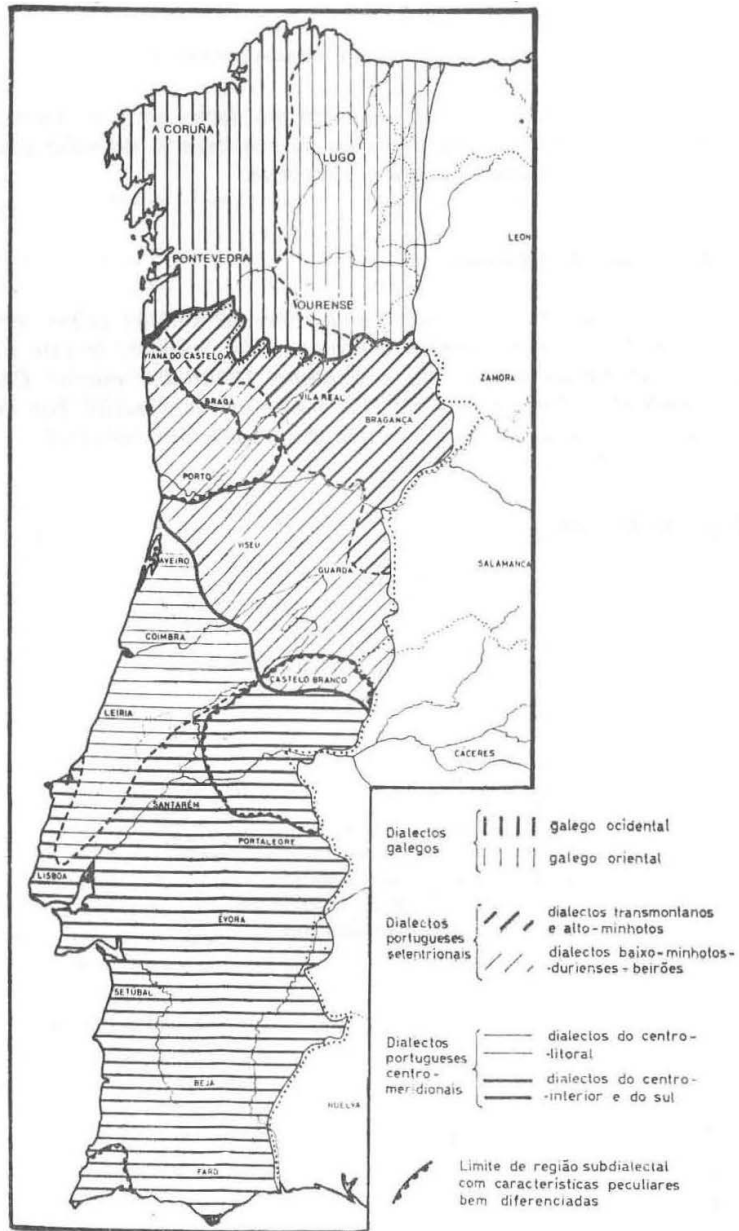 A CORUÑA
LUGO
LEON
PONTEVEDRA
OURENSE
VIANA DO CASTELO
ZAMORA
BRAGA
VILA REAL
BRAGANÇA
PORTO
VISEU
SALAMANCA
AVEIRO
GUARDA
COIMBRA
CASTELO BRANCO
LEIRIA
CACERES
SANTARÉM
PORTALEGRE
LISBOA
ÉVORA
SETÚBAL
BEJA
HUELVA
FARO
Dialectos
galegos
galego ocidental
galego oriental
Dialectos
portugueses
setentrionais
dialectos transmontanos
e alto-minhotos
dialectos baixo-minhotos-
-durienses-beirões
Dialectos
portugueses
centro-
meridionais
dialectos do centro-
-litoral
dialectos do centro-
-interior e do sul
Limite de região subdialectal
com características peculiares
bem diferenciadas